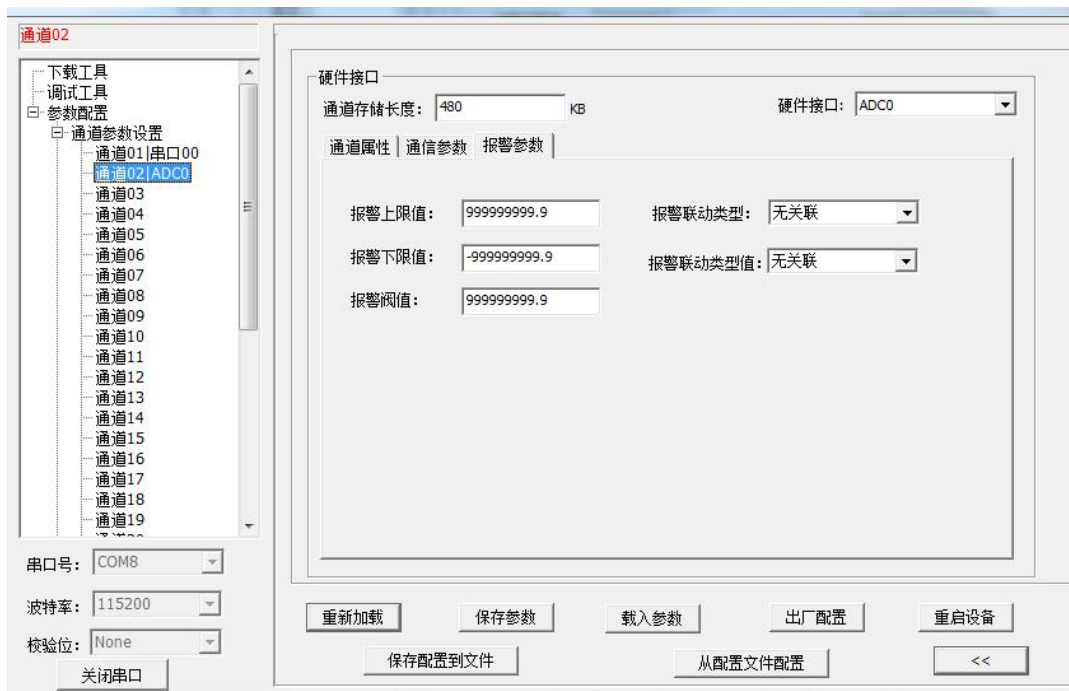 通道02
下载工具
调试工具
参数配置
通道参数设置
通道01|串口00
通道02|ADC0
通道03
通道04
通道05
通道06
通道07
通道08
通道09
通道10
通道11
通道12
通道13
通道14
通道15
通道16
通道17
通道18
通道19
串口号： COM8
波特率： 115200
校验位： None
关闭串口
硬件接口
通道存储长度： 480 KB 硬件接口： ADC0
通道属性 通信参数 报警参数
报警上限值： 999999999.9 报警联动类型： 无关联
报警下限值： -999999999.9 报警联动类型值： 无关联
报警阀值： 999999999.9
重新加载 保存参数 载入参数 出厂配置 重启设备
保存配置到文件 从配置文件配置 <<